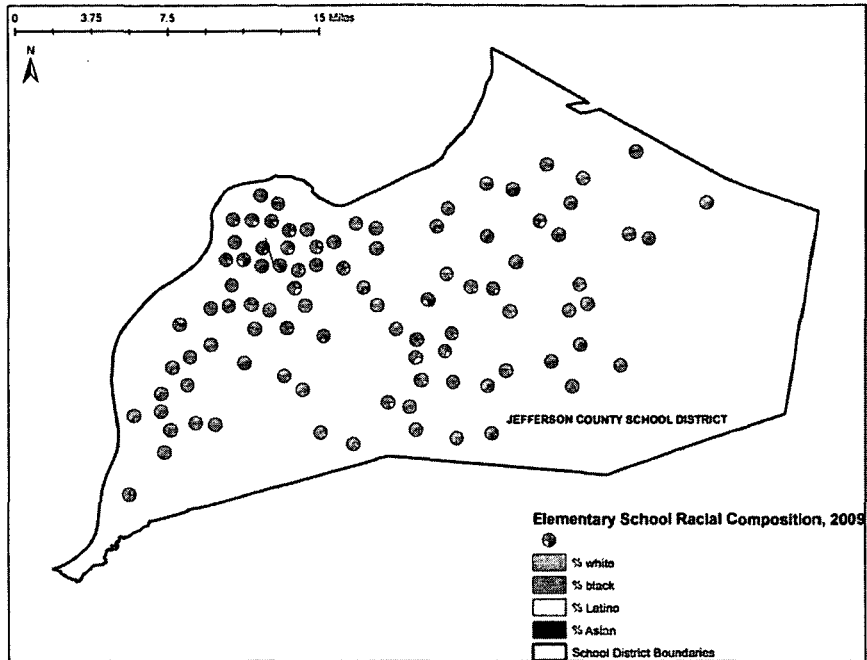 0 3.75 7.5 15 Miles
N
JEFFERSON COUNTY SCHOOL DISTRICT
Elementary School Racial Composition, 2009
% white
% black
% Latino
% Asian
School District Boundaries